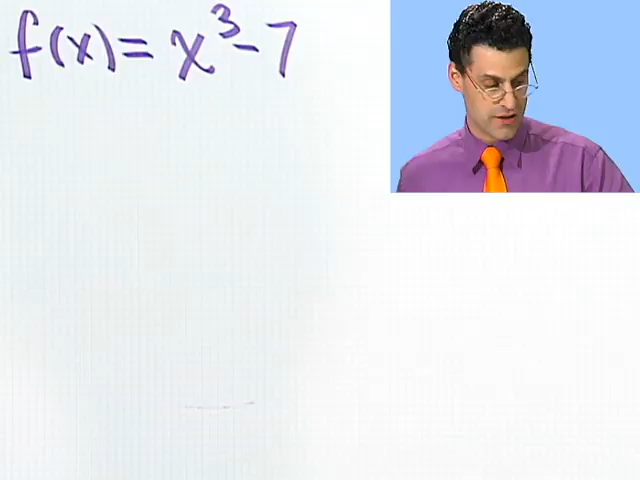 f(x) = x³ - 7